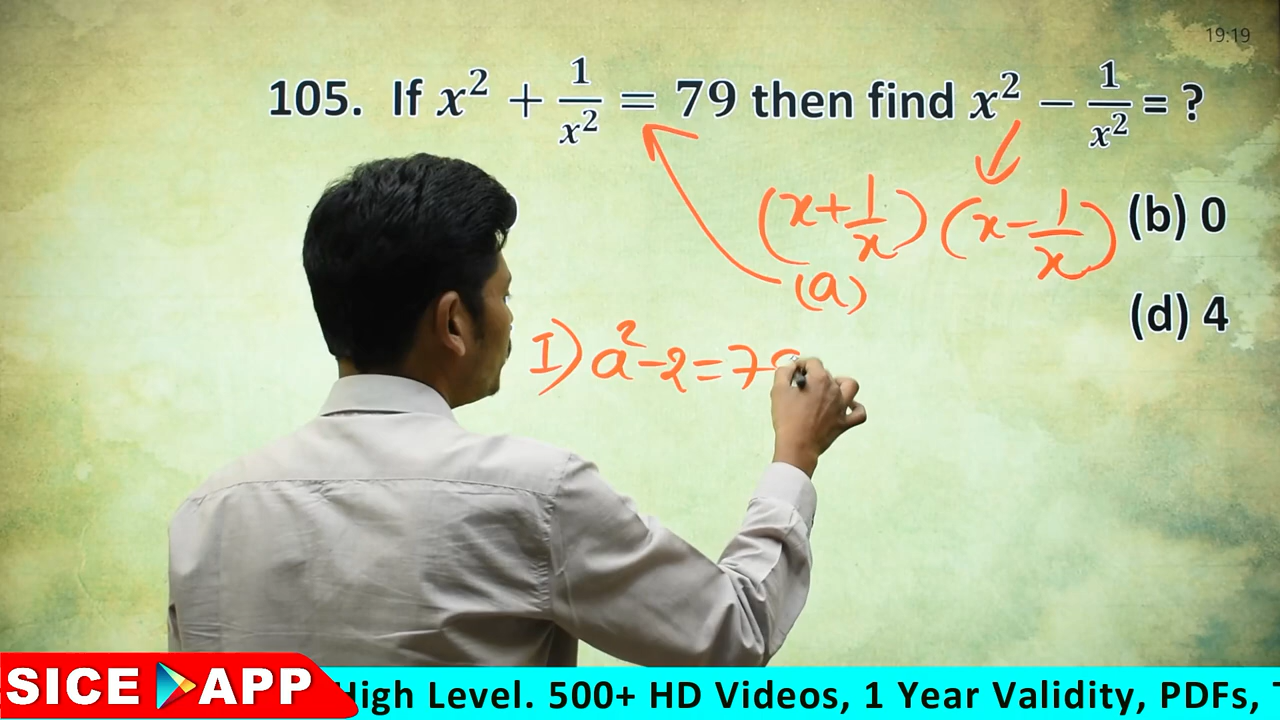 19:19
105. If x² + 1/x² = 79 then find x² − 1/x² = ?
(x+1/x) (x−1/x)
(b) 0
(a)
(d) 4
I) a²−2=79
SICE APP
High Level. 500+ HD Videos, 1 Year Validity, PDFs, T